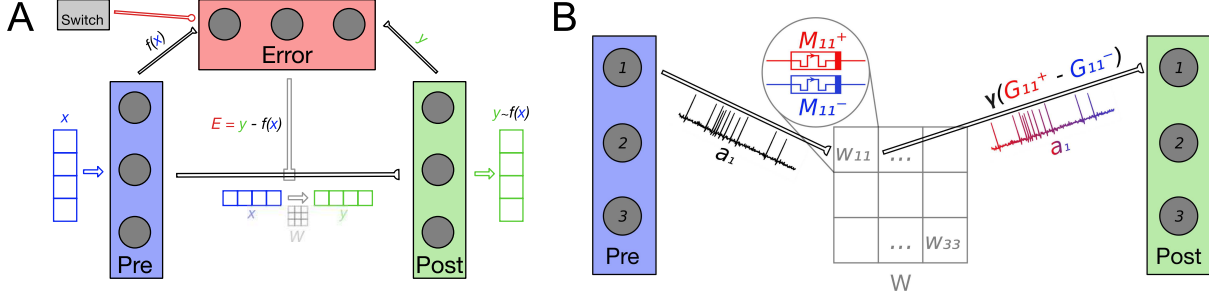 A
Switch
f(x)
Error
y
x
E = y - f(x)
y~f(x)
x
y
W
Pre
Post
B
M11+
M11-
1
2
3
Pre
a1
w11
...
...
w33
W
γ(G11+ - G11-)
a1
1
2
3
Post